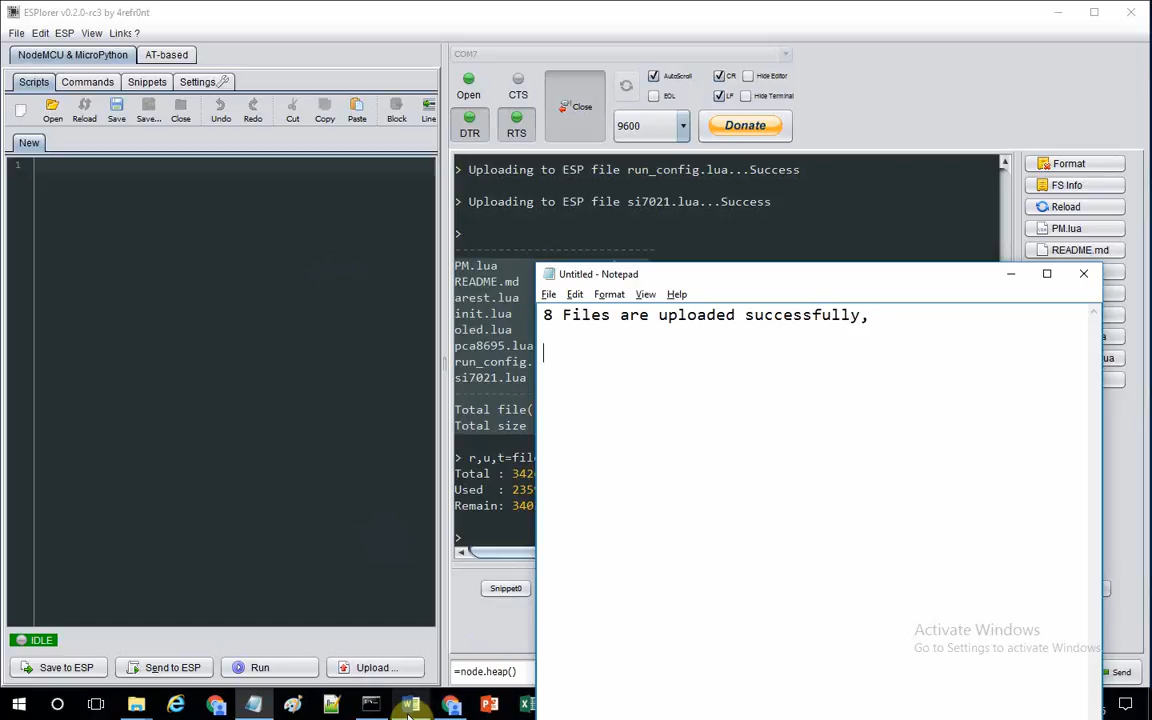 ESPlorer v0.2.0-rc3 by 4refr0nt
File Edit ESP View Links ?
NodeMCU & MicroPython AT-based
Scripts Commands Snippets Settings
Open Reload Save Save... Close Undo Redo Cut Copy Paste Block Line
New
1
IDLE
Save to ESP Send to ESP Run Upload ...
COM7
Open CTS Close AutoScroll CR Hide Editor
EOL LF Hide Terminal
DTR RTS 9600 Donate
> Uploading to ESP file run_config.lua...Success
> Uploading to ESP file si7021.lua...Success
>
----------------------------
PM.lua
README.md
arest.lua
init.lua
oled.lua
pca8695.lua
run_config.
si7021.lua
Total file(
Total size
> r,u,t=file
Total : 342
Used : 235
Remain: 340
>
Format
FS Info
Reload
PM.lua
README.md
Snippet0
=node.heap()
Send
Untitled - Notepad
File Edit Format View Help
8 Files are uploaded successfully,
Activate Windows
Go to Settings to activate Windows